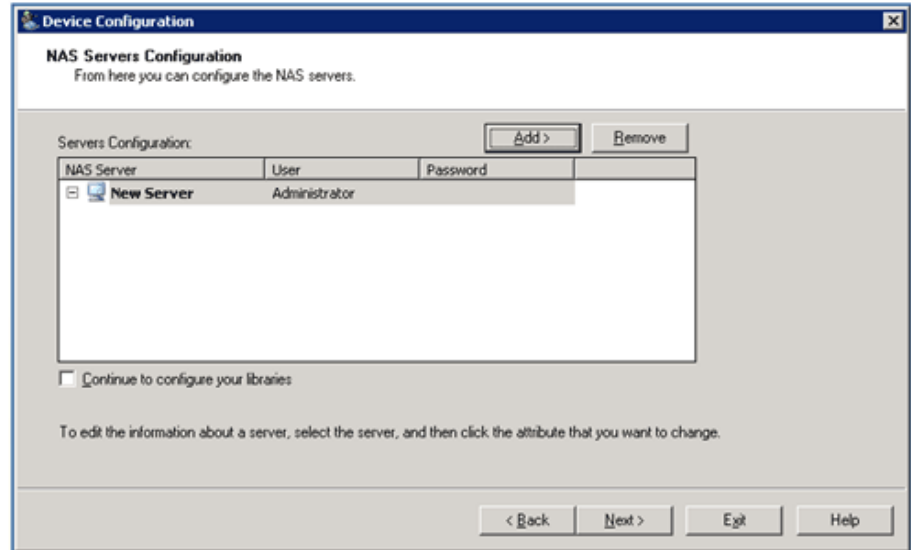 Device Configuration
NAS Servers Configuration
From here you can configure the NAS servers.
Servers Configuration:
Add >
Remove
NAS Server User Password
New Server Administrator
Continue to configure your libraries
To edit the information about a server, select the server, and then click the attribute that you want to change.
< Back Next > Exit Help